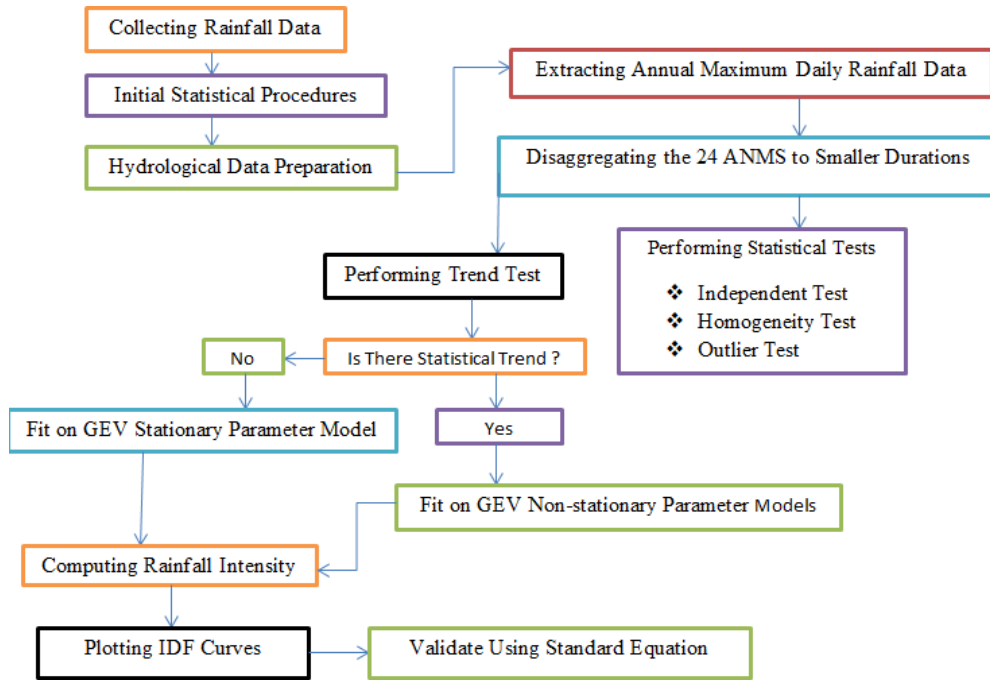 Collecting Rainfall Data
Initial Statistical Procedures
Hydrological Data Preparation
Extracting Annual Maximum Daily Rainfall Data
Disaggregating the 24 ANMS to Smaller Durations
Performing Statistical Tests
❖ Independent Test
❖ Homogeneity Test
❖ Outlier Test
Performing Trend Test
Is There Statistical Trend ?
No
Yes
Fit on GEV Stationary Parameter Model
Fit on GEV Non-stationary Parameter Models
Computing Rainfall Intensity
Plotting IDF Curves
Validate Using Standard Equation